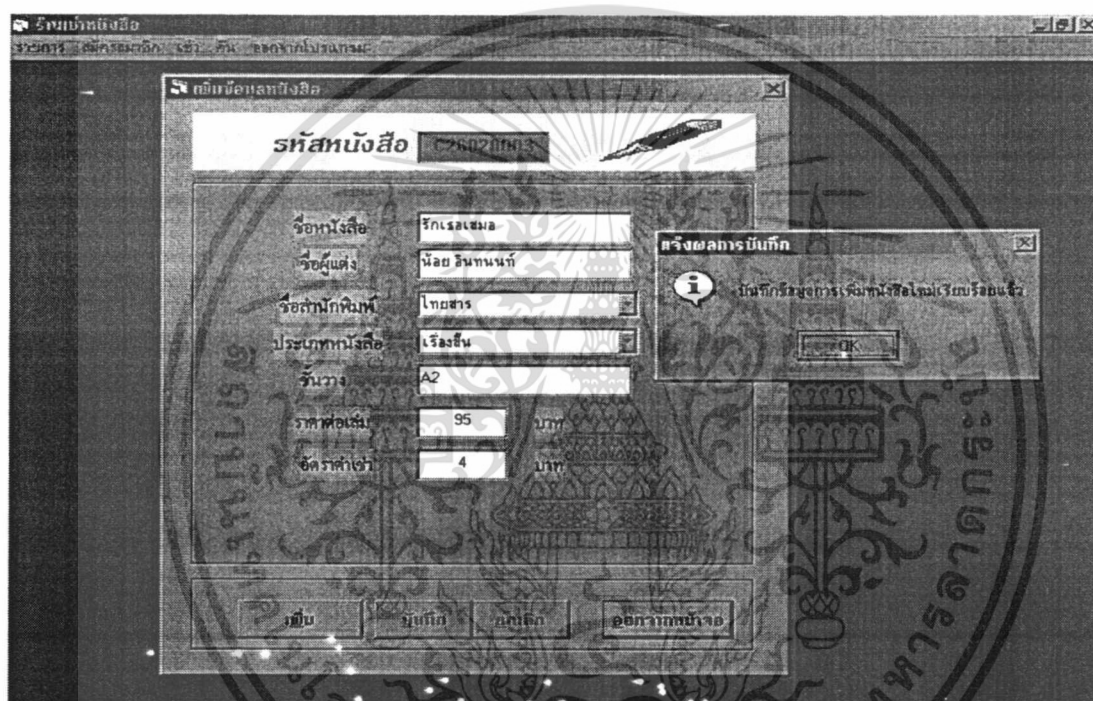 ร้านเช่าหนังสือ
รายการ สมัครสมาชิก เช่า คืน ออกจากโปรแกรม
เพิ่มข้อมูลหนังสือ
รหัสหนังสือ
ชื่อหนังสือ รักเธอเสมอ
ชื่อผู้แต่ง น้อย อินทนนท์
ชื่อสำนักพิมพ์ ไทยสาร
ประเภทหนังสือ เรื่องสั้น
ชั้นวาง A2
ราคาต่อเล่ม 95 บาท
อัตราค่าเช่า 4 บาท
เพิ่ม บันทึก ยกเลิก ออกจากหน้าจอ
แจ้งผลการบันทึก
บันทึกข้อมูลการเพิ่มหนังสือใหม่เรียบร้อยแล้ว
OK